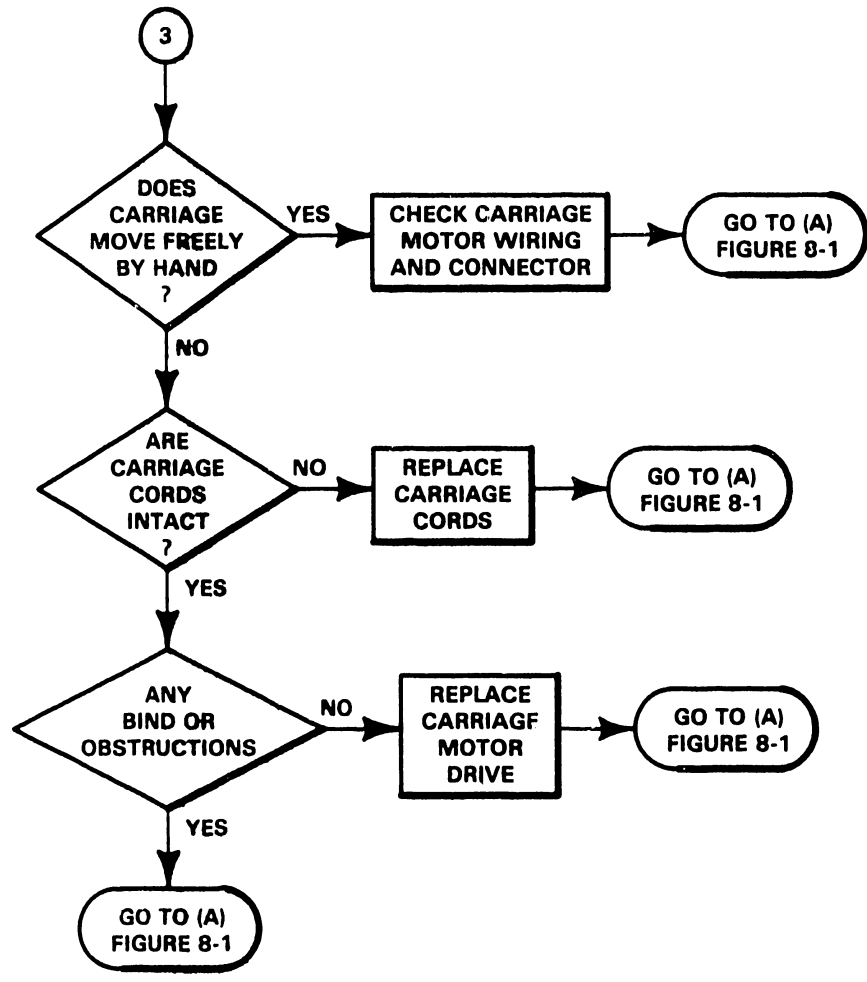 3
DOES
CARRIAGE
MOVE FREELY
BY HAND
?
YES
CHECK CARRIAGE
MOTOR WIRING
AND CONNECTOR
GO TO (A)
FIGURE 8-1
NO
ARE
CARRIAGE
CORDS
INTACT
?
NO
REPLACE
CARRIAGE
CORDS
GO TO (A)
FIGURE 8-1
YES
ANY
BIND OR
OBSTRUCTIONS
NO
REPLACE
CARRIAGF
MOTOR
DRIVE
GO TO (A)
FIGURE 8-1
YES
GO TO (A)
FIGURE 8-1